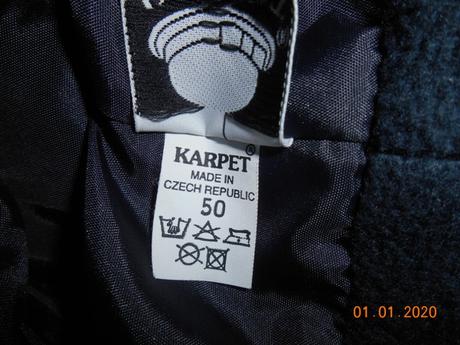 KARPET ®
MADE IN
CZECH REPUBLIC
50
01.01.2020